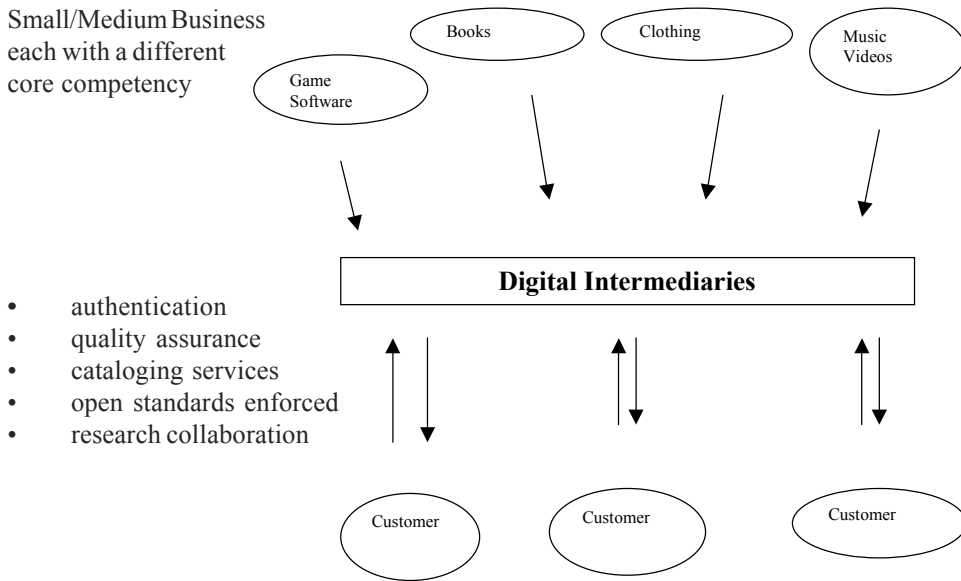 Small/Medium Business
each with a different
core competency
Game
Software
Books
Clothing
Music
Videos
Digital Intermediaries
• authentication
• quality assurance
• cataloging services
• open standards enforced
• research collaboration
Customer
Customer
Customer